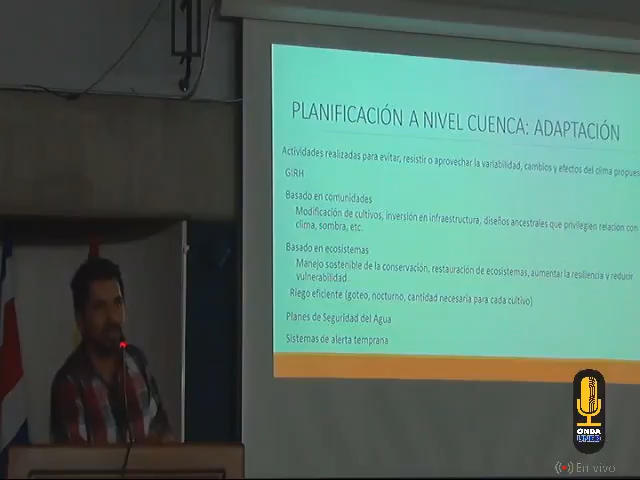 PLANIFICACIÓN A NIVEL CUENCA: ADAPTACIÓN
Actividades realizadas para evitar, resistir o aprovechar la variabilidad, cambios y efectos del clima propues
GIRH
Basado en comunidades
Modificación de cultivos, inversión en infraestructura, diseños ancestrales que privilegien relación con
clima, sombra, etc.
Basado en ecosistemas
Manejo sostenible de la conservación, restauración de ecosistemas, aumentar la resiliencia y reducir
vulnerabilidad
Riego eficiente (goteo, nocturno, cantidad necesaria para cada cultivo)
Planes de Seguridad del Agua
Sistemas de alerta temprana
ONDA
UNED
En vivo